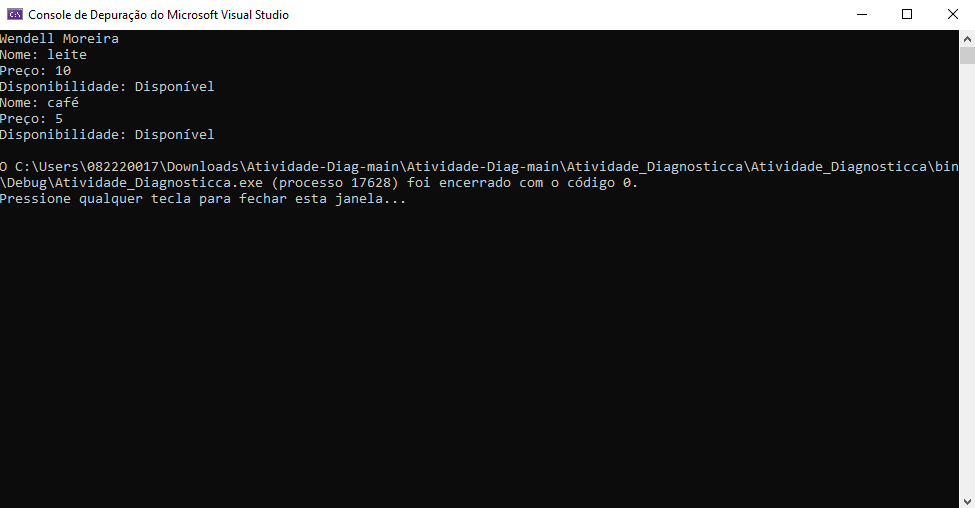 Console de Depuração do Microsoft Visual Studio
Wendell Moreira
Nome: leite
Preço: 10
Disponibilidade: Disponível
Nome: café
Preço: 5
Disponibilidade: Disponível
O C:\Users\082220017\Downloads\Atividade-Diag-main\Atividade-Diag-main\Atividade_Diagnosticca\Atividade_Diagnosticca\bin
\Debug\Atividade_Diagnosticca.exe (processo 17628) foi encerrado com o código 0.
Pressione qualquer tecla para fechar esta janela...